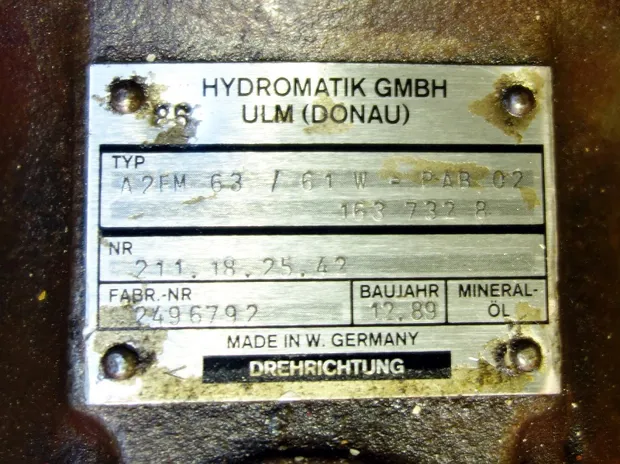 HYDROMATIK GMBH
86 ULM (DONAU)
TYP
A2FM 63 / 61 W - PAB 02
163 732 8
NR
211.18.25.42
FABR.-NR BAUJAHR MINERAL-
2496792 12.89 ÖL
MADE IN W. GERMANY
DREHRICHTUNG